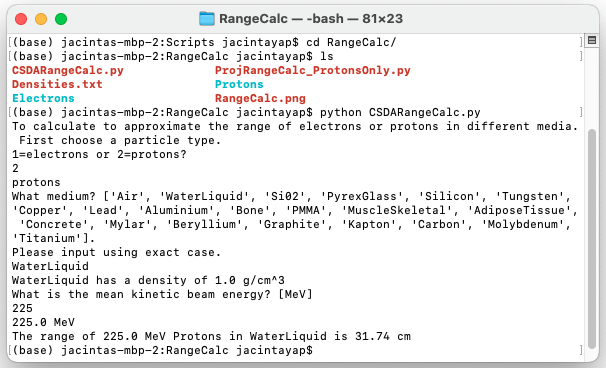 RangeCalc — -bash — 81×23
[(base) jacintas-mbp-2:Scripts jacintayap$ cd RangeCalc/ ]
[(base) jacintas-mbp-2:RangeCalc jacintayap$ ls ]
CSDARangeCalc.py ProjRangeCalc_ProtonsOnly.py
Densities.txt Protons
Electrons RangeCalc.png
[(base) jacintas-mbp-2:RangeCalc jacintayap$ python CSDARangeCalc.py ]
To calculate to approximate the range of electrons or protons in different media.
 First choose a particle type.
1=electrons or 2=protons?
2
protons
What medium? ['Air', 'WaterLiquid', 'Si02', 'PyrexGlass', 'Silicon', 'Tungsten',
'Copper', 'Lead', 'Aluminium', 'Bone', 'PMMA', 'MuscleSkeletal', 'AdiposeTissue',
 'Concrete', 'Mylar', 'Beryllium', 'Graphite', 'Kapton', 'Carbon', 'Molybdenum',
'Titanium'].
Please input using exact case.
WaterLiquid
WaterLiquid has a density of 1.0 g/cm^3
What is the mean kinetic beam energy? [MeV]
225
225.0 MeV
The range of 225.0 MeV Protons in WaterLiquid is 31.74 cm
[(base) jacintas-mbp-2:RangeCalc jacintayap$ ]